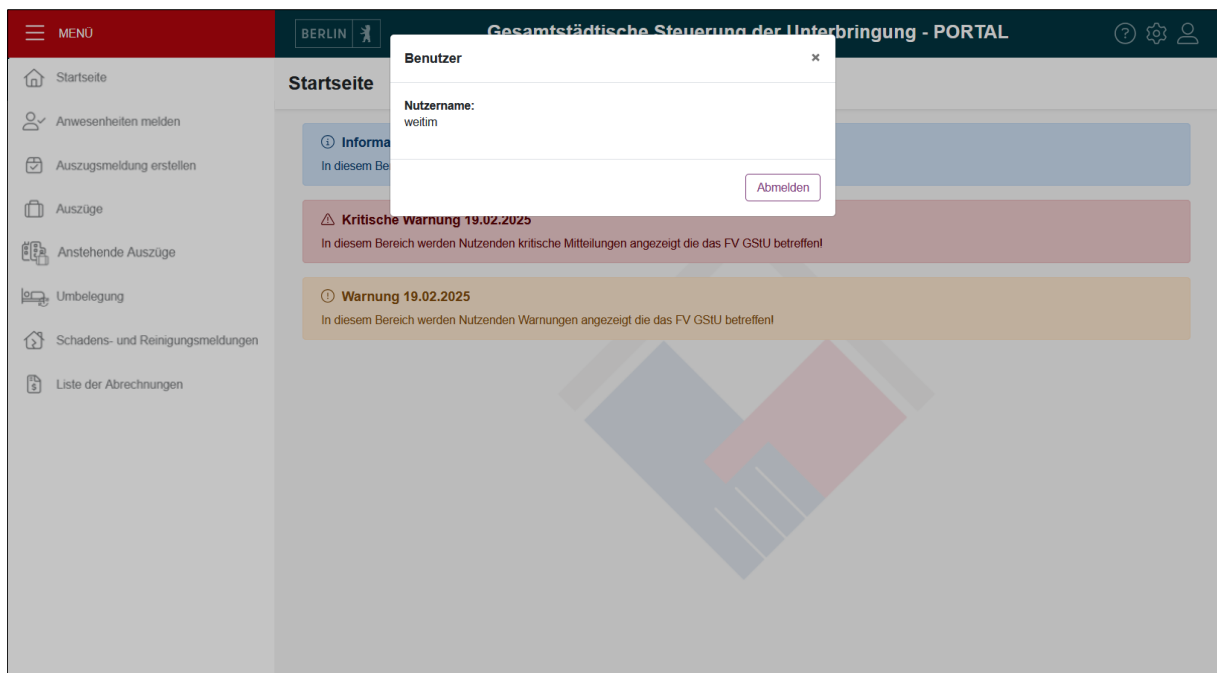 MENÜ
BERLIN
Gesamtstädtische Steuerung der Unterbringung - PORTAL
Startseite
Anwesenheiten melden
Auszugsmeldung erstellen
Auszüge
Anstehende Auszüge
Umbelegung
Schadens- und Reinigungsmeldungen
Liste der Abrechnungen
Startseite
Benutzer ×
Nutzername:
weitim
Abmelden
Informa
In diesem Be
Kritische Warnung 19.02.2025
In diesem Bereich werden Nutzenden kritische Mitteilungen angezeigt die das FV GStU betreffen!
Warnung 19.02.2025
In diesem Bereich werden Nutzenden Warnungen angezeigt die das FV GStU betreffen!